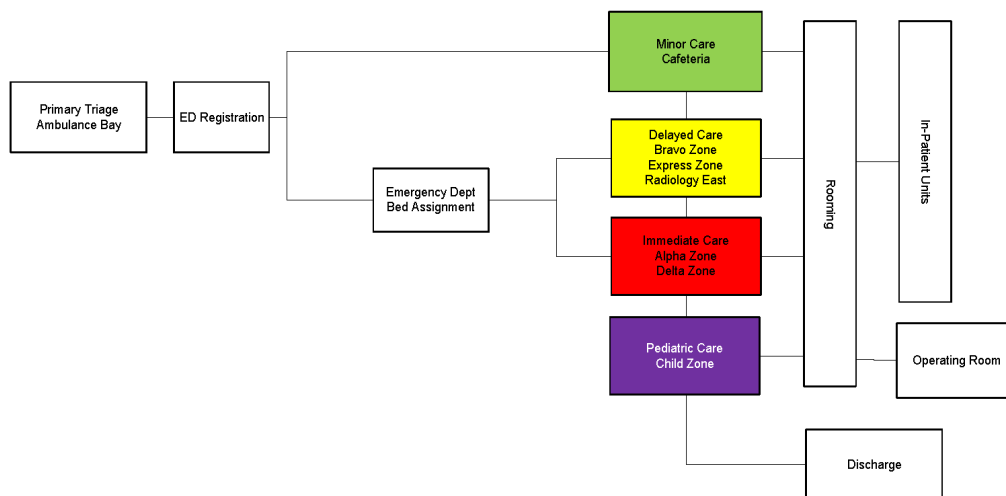 Primary Triage
Ambulance Bay
ED Registration
Emergency Dept
Bed Assignment
Minor Care
Cafeteria
Delayed Care
Bravo Zone
Express Zone
Radiology East
Immediate Care
Alpha Zone
Delta Zone
Pediatric Care
Child Zone
Rooming
In-Patient Units
Operating Room
Discharge